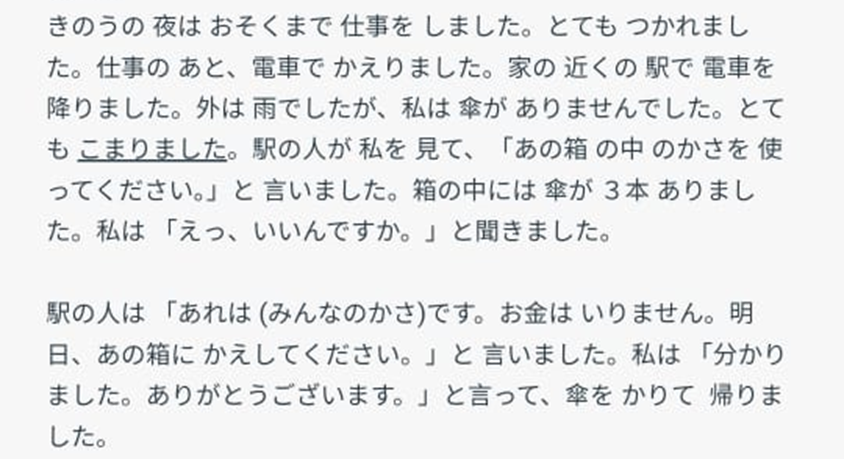 きのうの 夜は おそくまで 仕事を しました。とても つかれまし
た。仕事の あと、電車で かえりました。家の 近くの 駅で 電車を
降りました。外は 雨でしたが、私は 傘が ありませんでした。とて
も こまりました。駅の人が 私を 見て、「あの箱 の中 のかさを 使
ってください。」と 言いました。箱の中には 傘が ３本 ありまし
た。私は 「えっ、いいんですか。」と聞きました。
駅の人は 「あれは (みんなのかさ)です。お金は いりません。明
日、あの箱に かえしてください。」と 言いました。私は 「分かり
ました。ありがとうございます。」と言って、傘を かりて 帰りま
した。